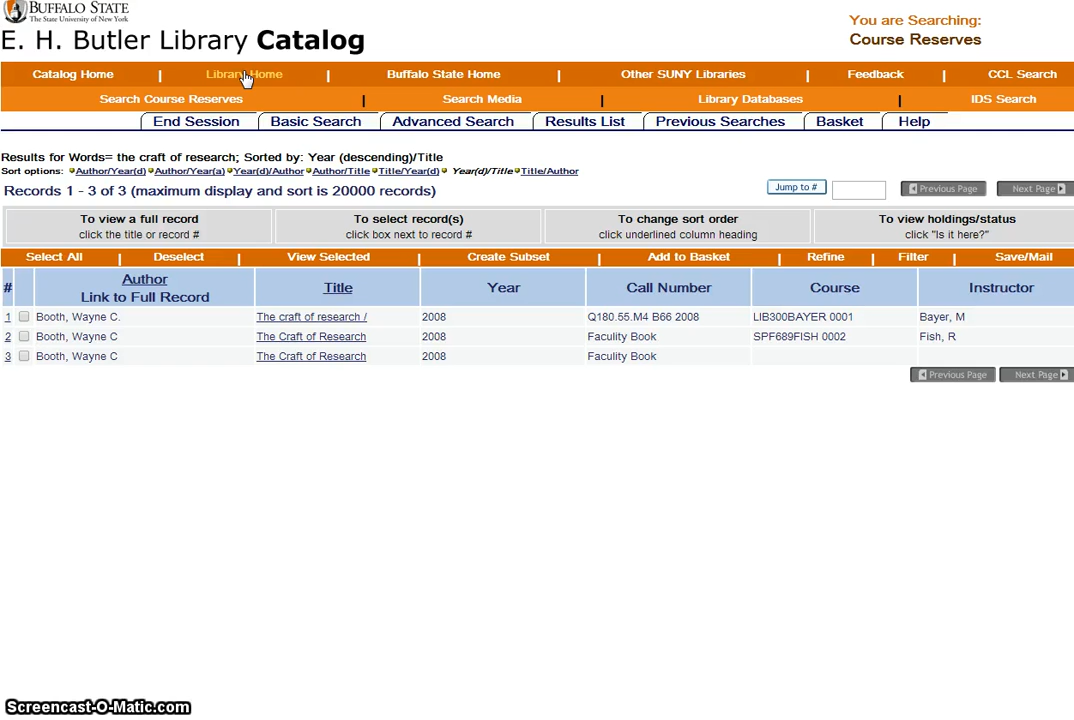 BUFFALO STATE
The State University of New York
E. H. Butler Library Catalog
You are Searching:
Course Reserves
Catalog Home | Library Home | Buffalo State Home | Other SUNY Libraries | Feedback | CCL Search
Search Course Reserves | Search Media | Library Databases | IDS Search
End Session Basic Search Advanced Search Results List Previous Searches Basket Help
Results for Words= the craft of research; Sorted by: Year (descending)/Title
Sort options: Author/Year(d) Author/Year(a) Year(d)/Author Author/Title Title/Year(d) Year(d)/Title Title/Author
Records 1 - 3 of 3 (maximum display and sort is 20000 records)
Jump to # Previous Page Next Page
To view a full record To select record(s) To change sort order To view holdings/status
click the title or record # click box next to record # click underlined column heading click "Is it here?"
Select All | Deselect | View Selected | Create Subset | Add to Basket | Refine | Filter | Save/Mail
# Author Link to Full Record Title Year Call Number Course Instructor
1 Booth, Wayne C. The craft of research / 2008 Q180.55.M4 B66 2008 LIB300BAYER 0001 Bayer, M
2 Booth, Wayne C The Craft of Research 2008 Faculity Book SPF689FISH 0002 Fish, R
3 Booth, Wayne C The Craft of Research 2008 Faculity Book
Previous Page Next Page
Screencast-O-Matic.com